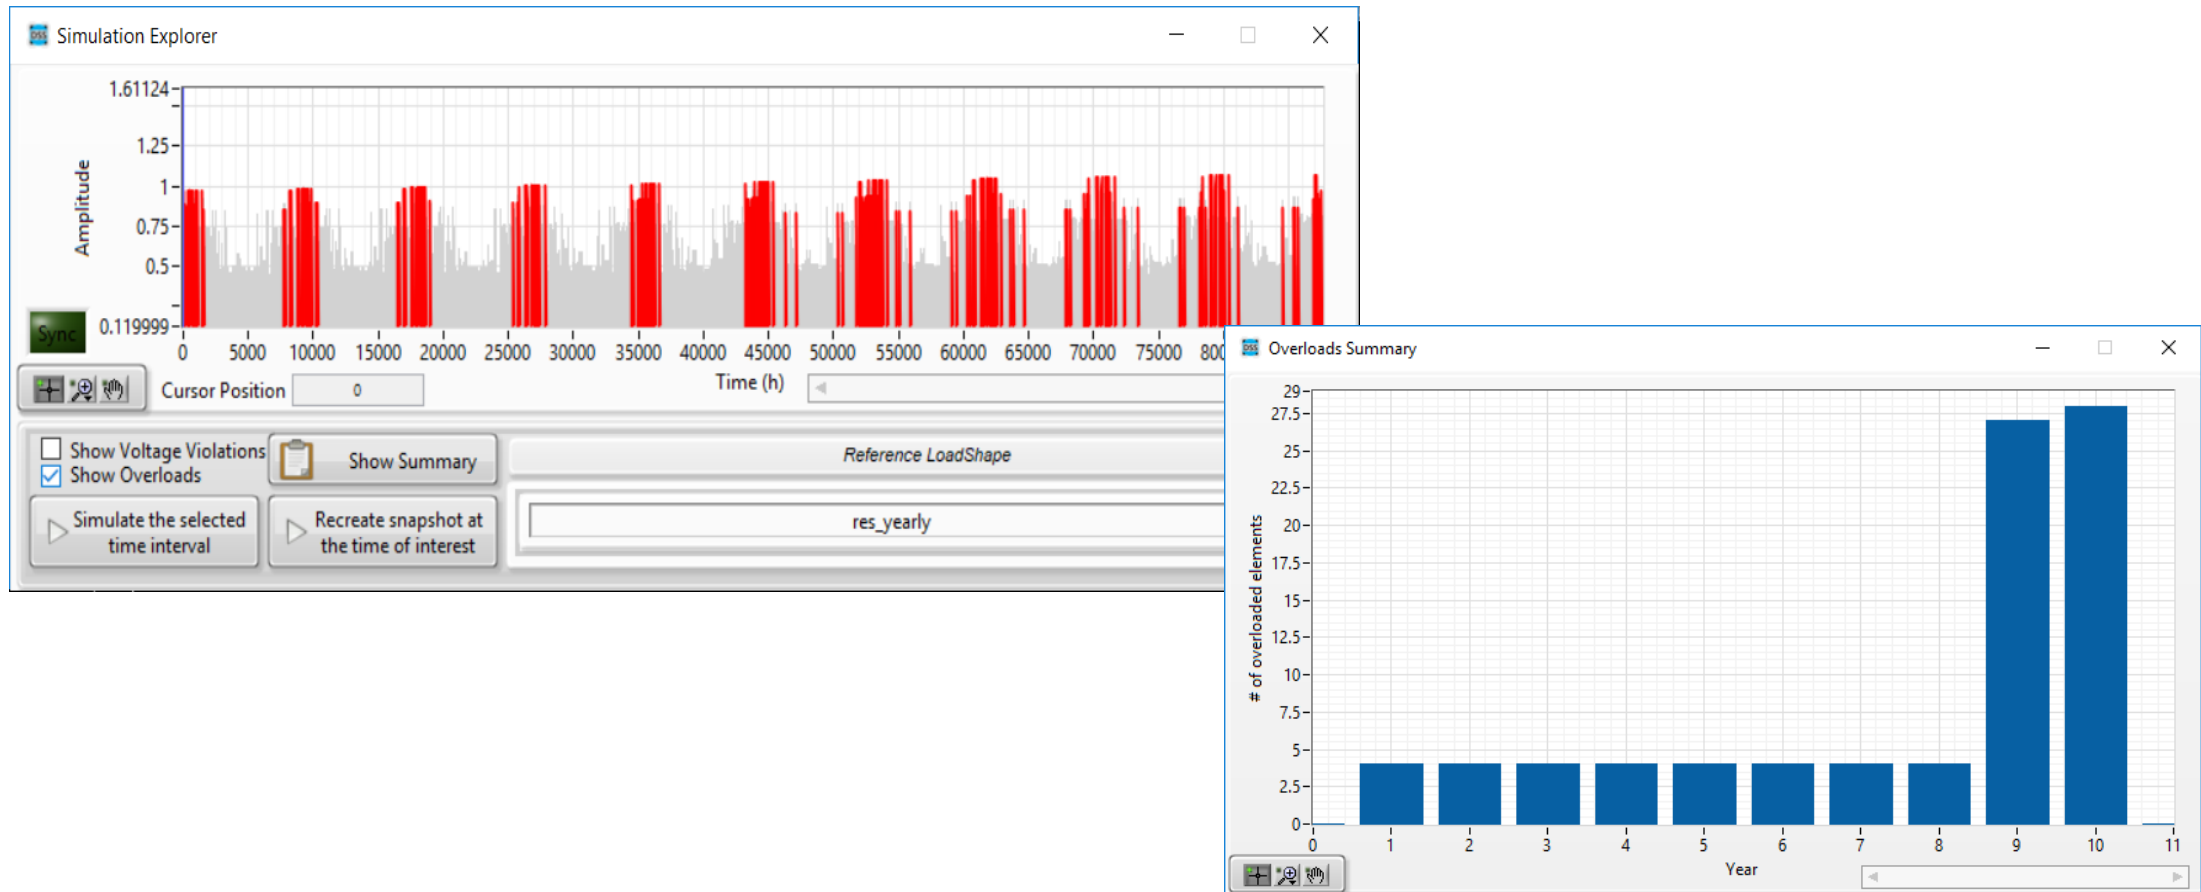 DSS Simulation Explorer
1.61124
1.25
1
0.75
0.5
0.119999
Amplitude
Sync
0 5000 10000 15000 20000 25000 30000 35000 40000 45000 50000 55000 60000 65000 70000 75000 800
Time (h)
Cursor Position 0
Show Voltage Violations
Show Overloads
Show Summary
Simulate the selected
time interval
Recreate snapshot at
the time of interest
Reference LoadShape
res_yearly
DSS Overloads Summary
29
27.5
25
22.5
20
17.5
15
12.5
10
7.5
5
2.5
0
# of overloaded elements
0 1 2 3 4 5 6 7 8 9 10 11
Year